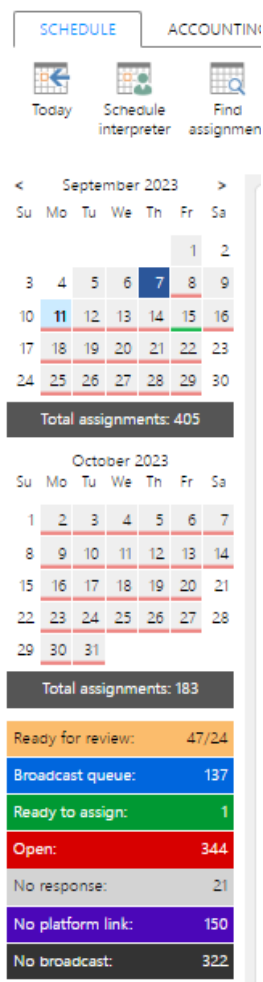 SCHEDULE ACCOUNTING
Today Schedule interpreter Find assignmen
< September 2023 >
Su Mo Tu We Th Fr Sa
1 2
3 4 5 6 7 8 9
10 11 12 13 14 15 16
17 18 19 20 21 22 23
24 25 26 27 28 29 30
Total assignments: 405
October 2023
Su Mo Tu We Th Fr Sa
1 2 3 4 5 6 7
8 9 10 11 12 13 14
15 16 17 18 19 20 21
22 23 24 25 26 27 28
29 30 31
Total assignments: 183
Ready for review: 47/24
Broadcast queue: 137
Ready to assign: 1
Open: 344
No response: 21
No platform link: 150
No broadcast: 322